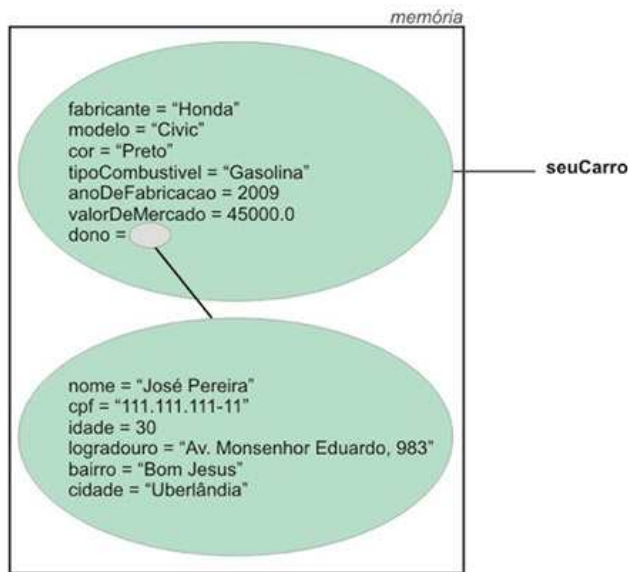 memória
fabricante = “Honda”
modelo = “Civic”
cor = “Preto”
tipoCombustivel = “Gasolina”
anoDeFabricacao = 2009
valorDeMercado = 45000.0
dono =
seuCarro
nome = “José Pereira”
cpf = “111.111.111-11”
idade = 30
logradouro = “Av. Monsenhor Eduardo, 983”
bairro = “Bom Jesus”
cidade = “Uberlândia”